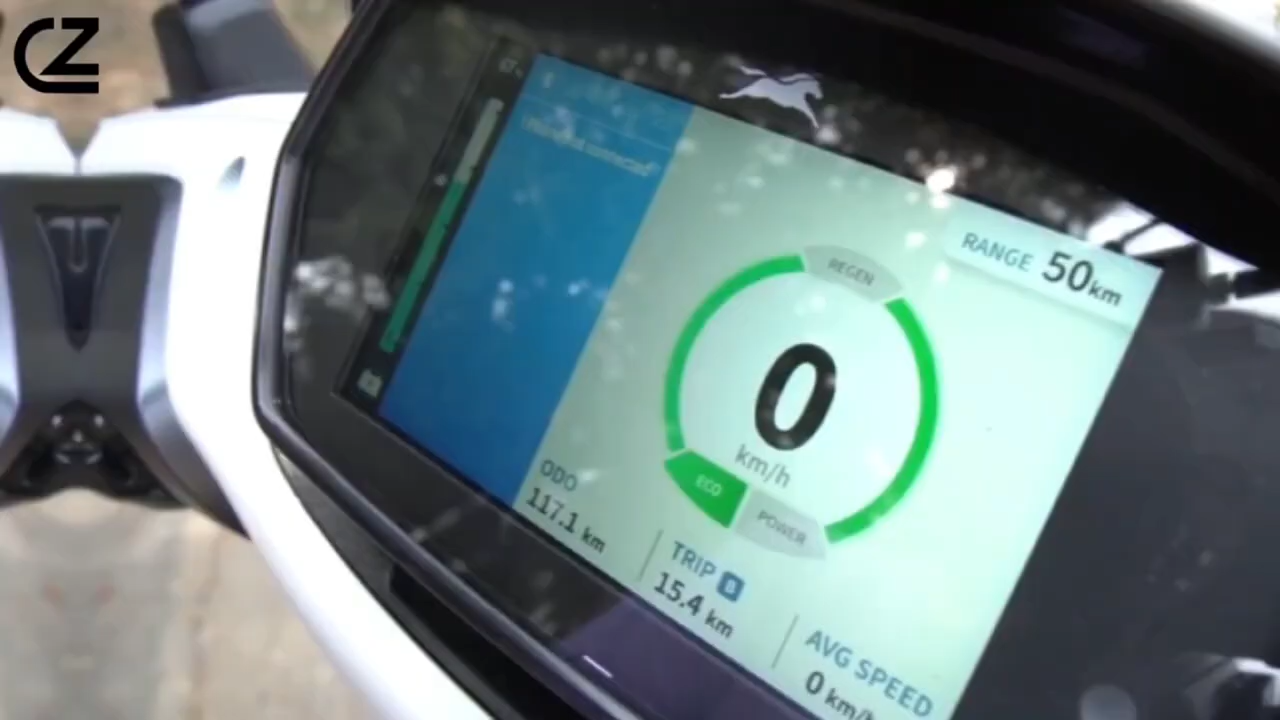 CZ
RANGE 50km
REGEN
0
km/h
ECO
POWER
ODO
117.1 km
TRIP B
15.4 km
AVG SPEED
0 km/h